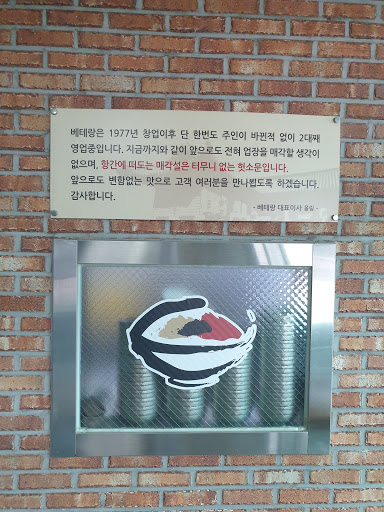 베테랑은 1977년 창업이후 단 한번도 주인이 바뀐적 없이 2대째
영업중입니다. 지금까지와 같이 앞으로도 전혀 업장을 매각할 생각이
없으며, 항간에 떠도는 매각설은 터무니 없는 헛소문입니다.
앞으로도 변함없는 맛으로 고객 여러분을 만나뵙도록 하겠습니다.
감사합니다.
- 베테랑 대표이사 올림 -